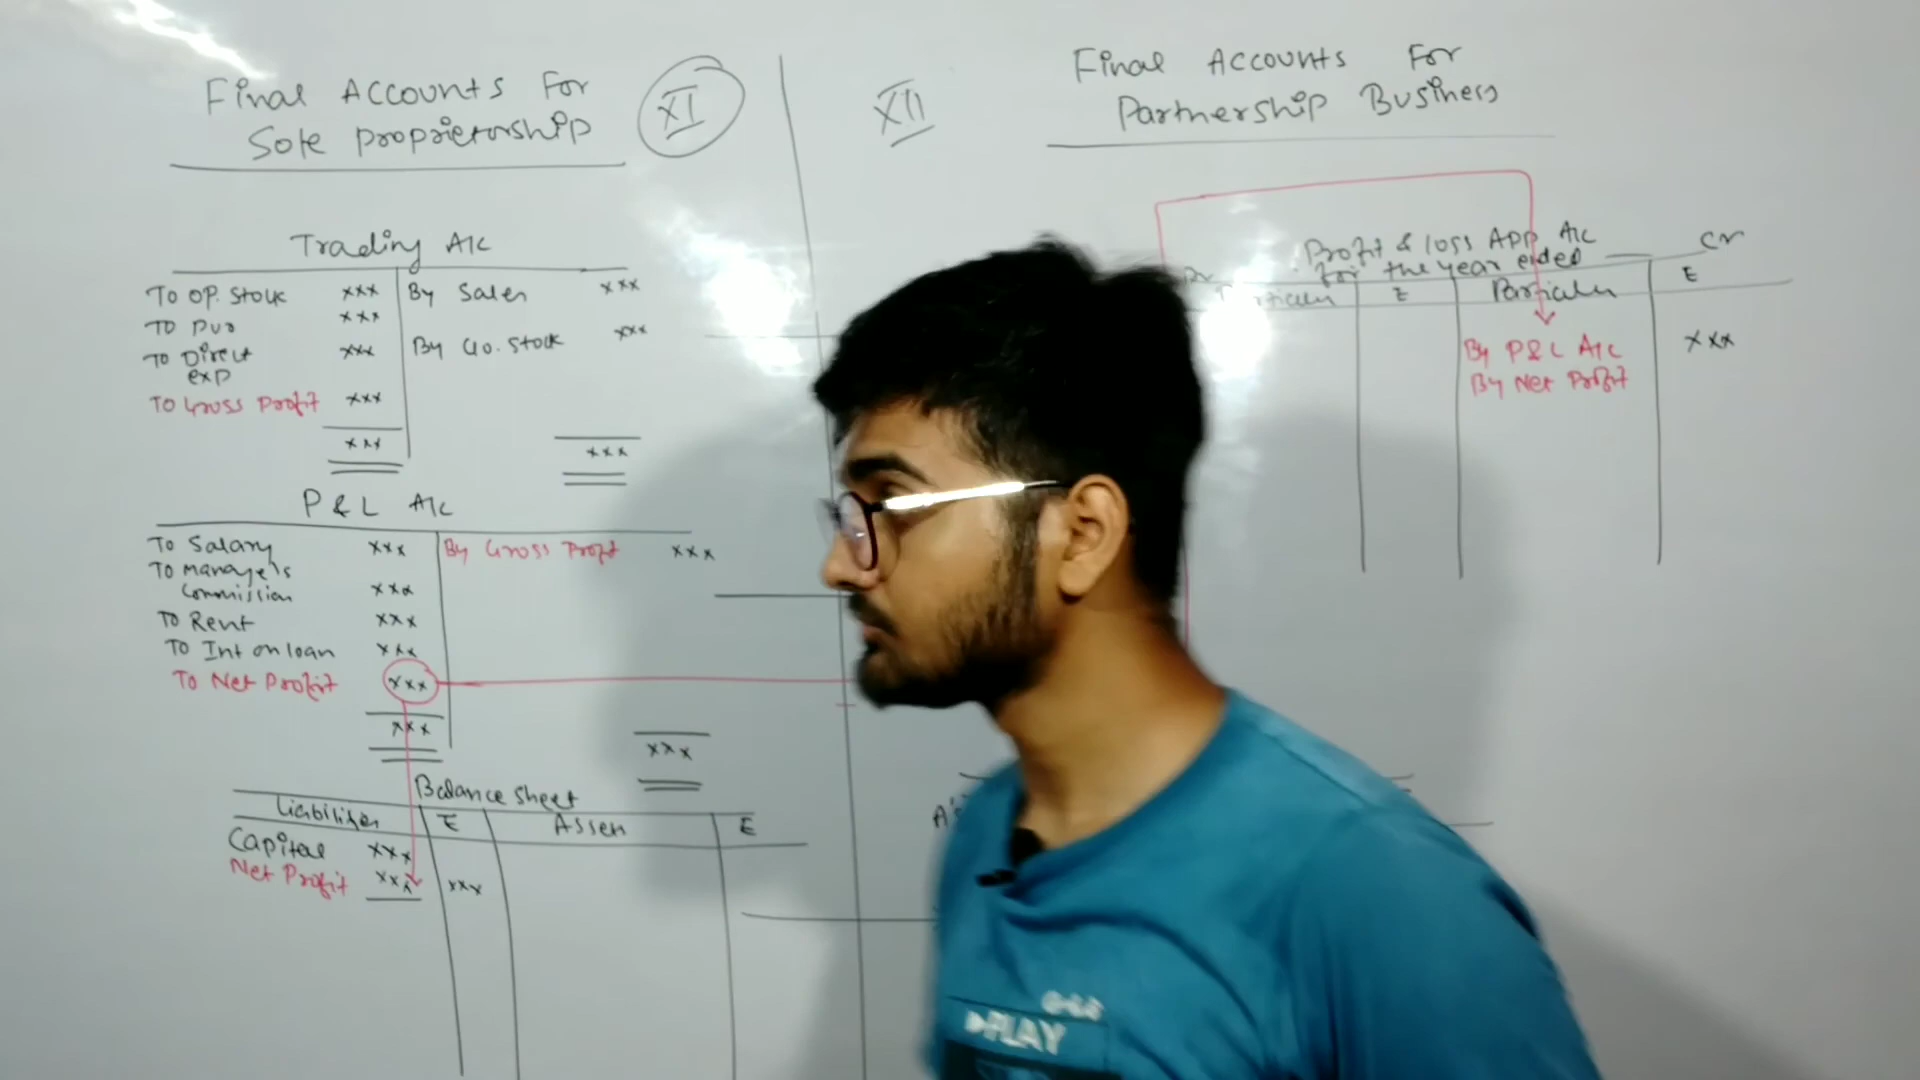 Final Accounts For
Sole proprietorship
XI
Trading A/c
To Op. Stock xxx By Sales xxx
To Pur xxx
To Direct xxx By Clo. Stock xxx
exp
To Gross Profit xxx
xxx xxx
P & L A/c
To Salary xxx By Gross Profit xxx
To Manager's
Commission xxx
To Rent xxx
To Int on loan xxx
To Net Profit xxx
xxx xxx
Balance Sheet
Liabilities ₹ Assets ₹
Capital xxx
Net Profit xxx xxx
XII
Final Accounts For
Partnership Business
Profit & loss App A/c
Dr for the year ended Cr
Particulars ₹ Particulars ₹
By P&L A/c xxx
By Net Profit
PLAY